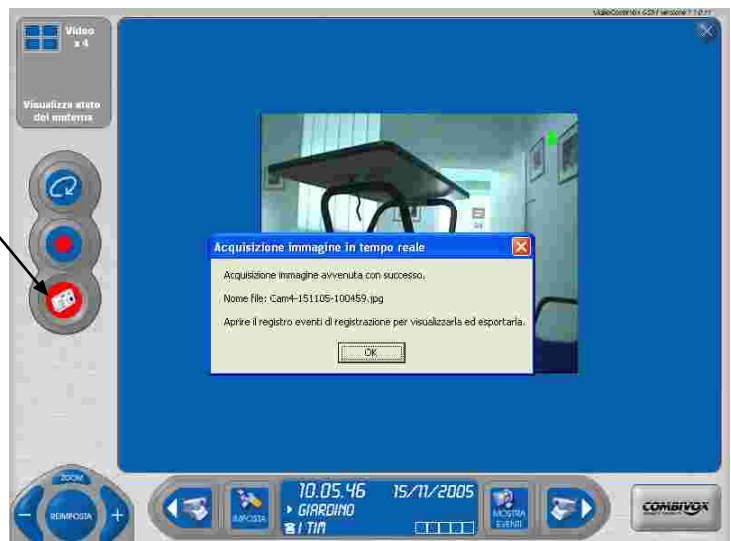 Video
x 4
Visualizza stato
del sistema
Acquisizione immagine in tempo reale
Acquisizione immagine avvenuta con successo.
Nome file: Cam4-151105-100459.jpg
Aprire il registro eventi di registrazione per visualizzarla ed esportarla.
OK
ZOOM
REIMPOSTA
IMPOSTA
10.05.46 15/11/2005
GIARDINO
I TIM
MOSTRA
EVENTI
COMBIVOX